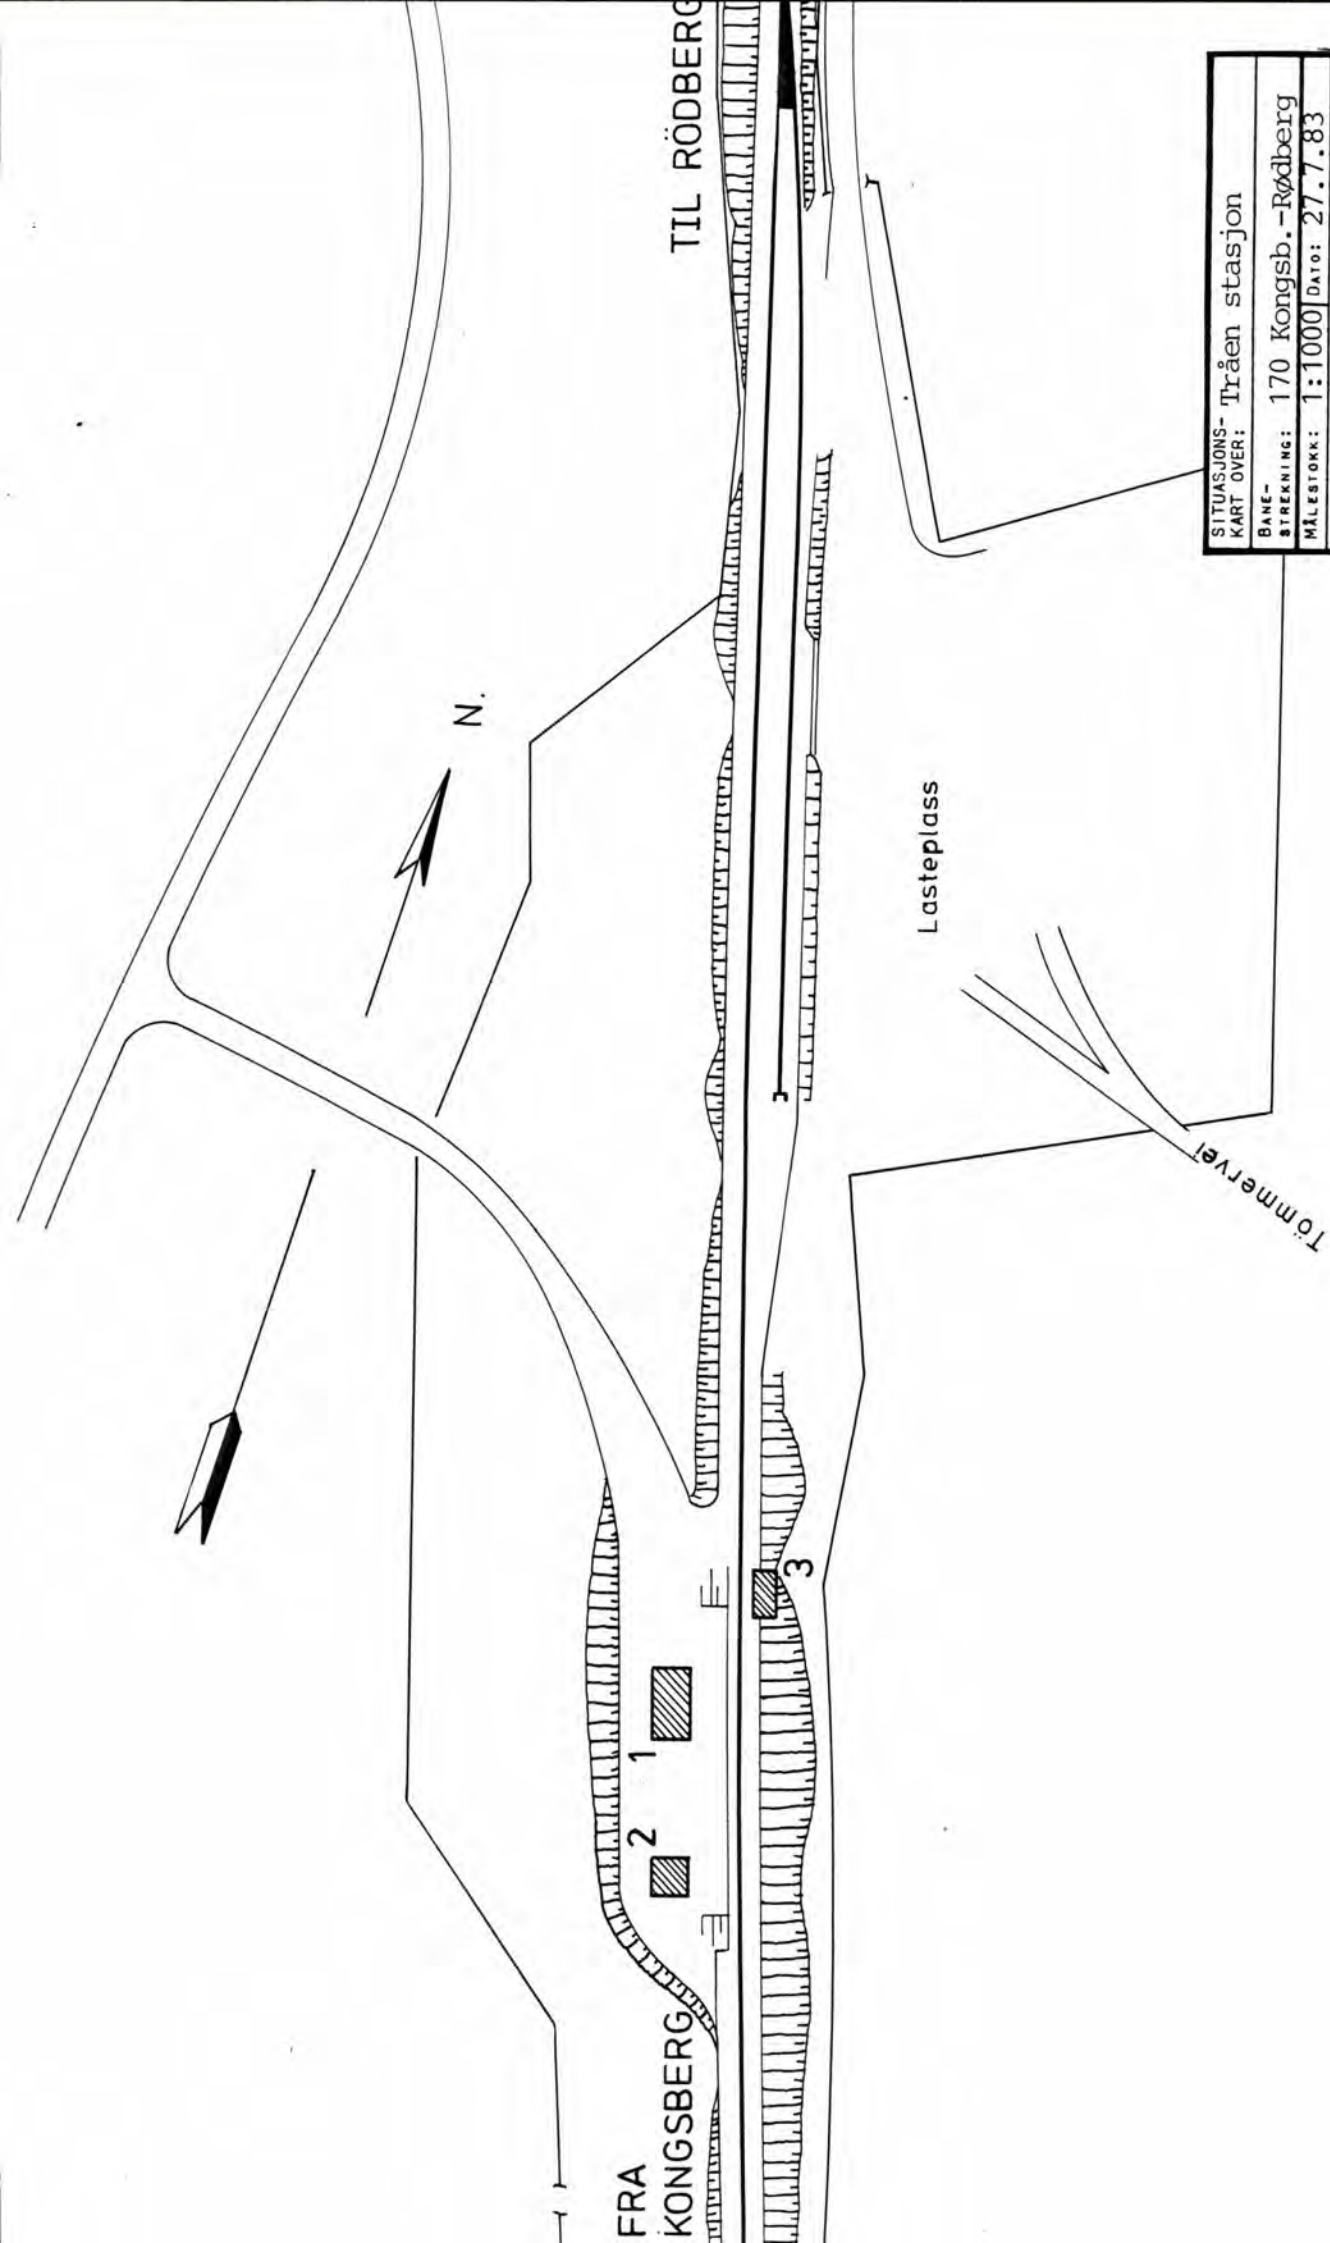 TIL RÖDBERG
N.
Lasteplass
Tömmervei
3
1
2
FRA
KONGSBERG
SITUASJONS-
KART OVER: Tråen stasjon
BANE-
STREKNING: 170 Kongsb.-Rødberg
MÅLESTOKK: 1:1000 DATO: 27.7.83